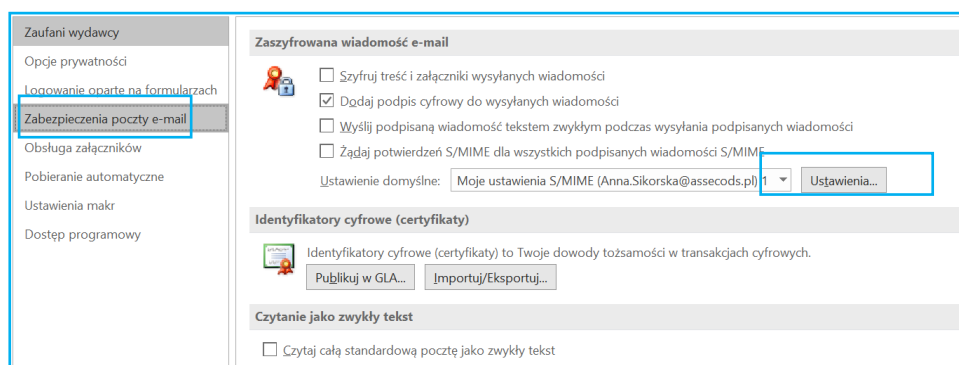 Zaufani wydawcy
Opcje prywatności
Logowanie oparte na formularzach
Zabezpieczenia poczty e-mail
Obsługa załączników
Pobieranie automatyczne
Ustawienia makr
Dostęp programowy
Zaszyfrowana wiadomość e-mail
Szyfruj treść i załączniki wysyłanych wiadomości
Dodaj podpis cyfrowy do wysyłanych wiadomości
Wyślij podpisaną wiadomość tekstem zwykłym podczas wysyłania podpisanych wiadomości
Żądaj potwierdzeń S/MIME dla wszystkich podpisanych wiadomości S/MIME
Ustawienie domyślne: Moje ustawienia S/MIME (Anna.Sikorska@assecods.pl) 1 Ustawienia...
Identyfikatory cyfrowe (certyfikaty)
Identyfikatory cyfrowe (certyfikaty) to Twoje dowody tożsamości w transakcjach cyfrowych.
Publikuj w GLA... Importuj/Eksportuj...
Czytanie jako zwykły tekst
Czytaj całą standardową pocztę jako zwykły tekst